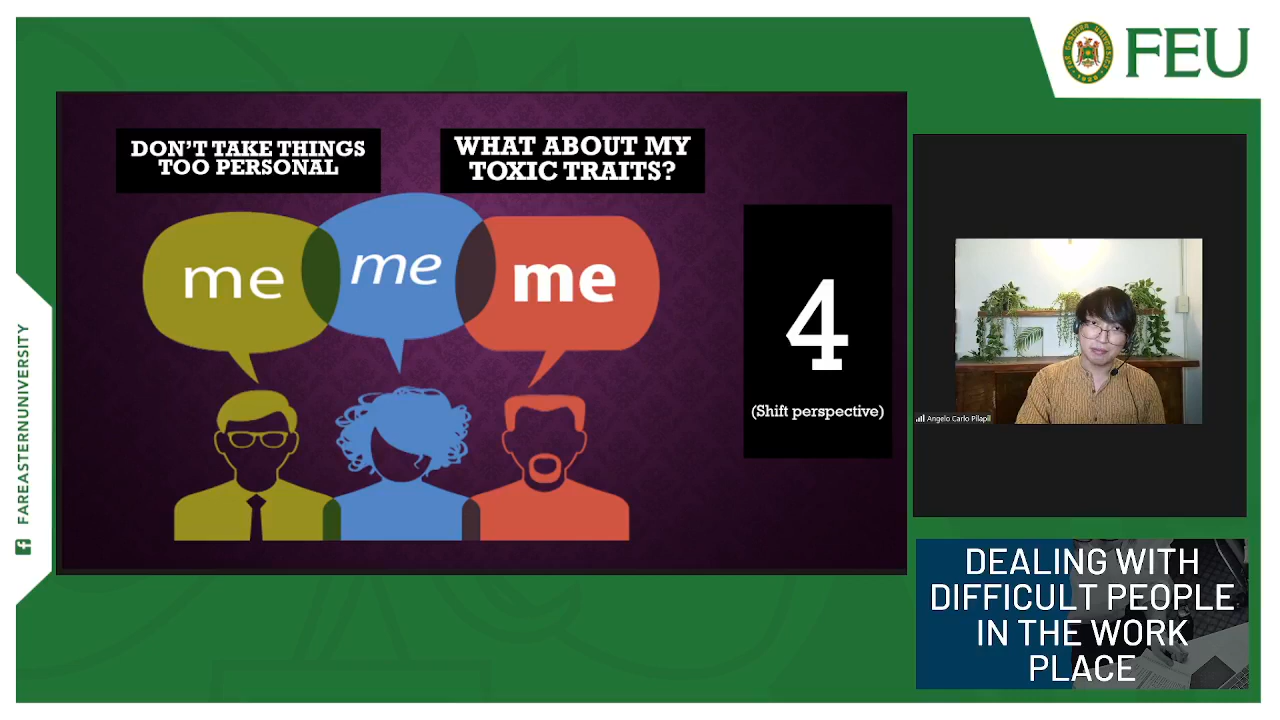 FEU
DON'T TAKE THINGS
TOO PERSONAL
WHAT ABOUT MY
TOXIC TRAITS?
me
me
me
4
(Shift perspective)
Angelo Carlo Pilapil
FAREASTERNUNIVERSITY
DEALING WITH
DIFFICULT PEOPLE
IN THE WORK
PLACE